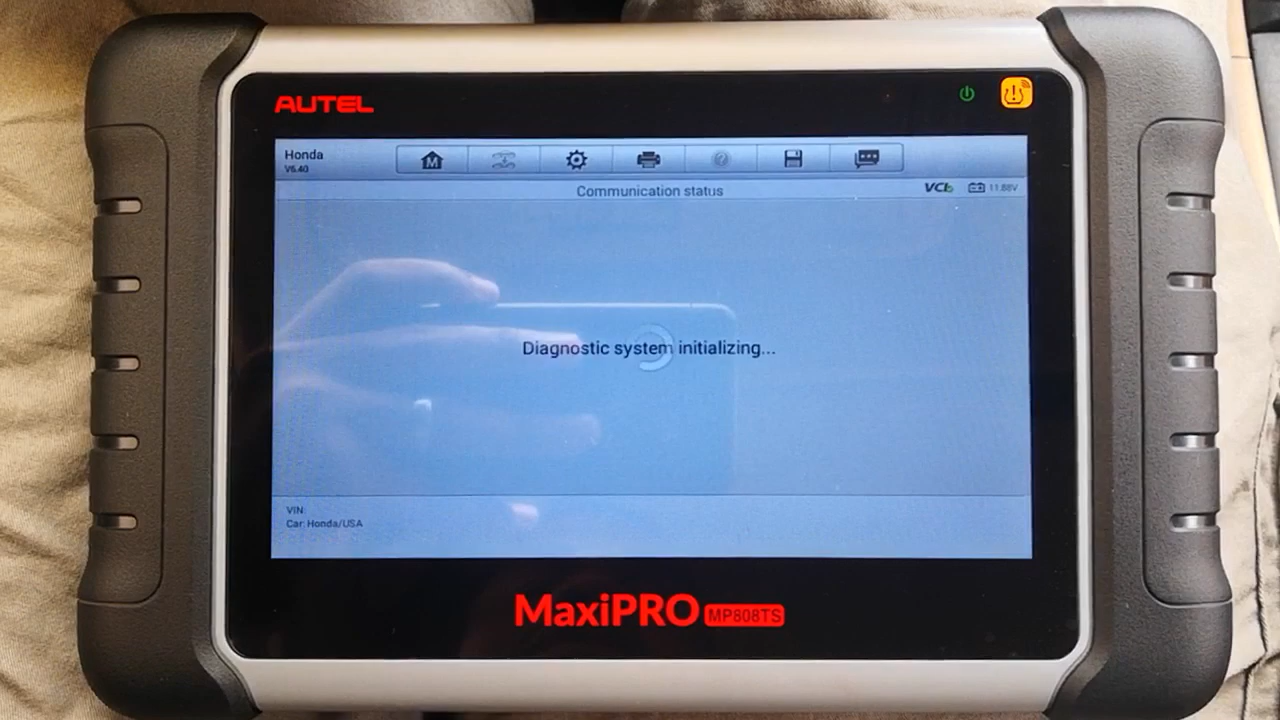 AUTEL
Honda
V6.40
Communication status
VCI
11.88V
Diagnostic system initializing...
VIN:
Car: Honda/USA
MaxiPRO MP808TS